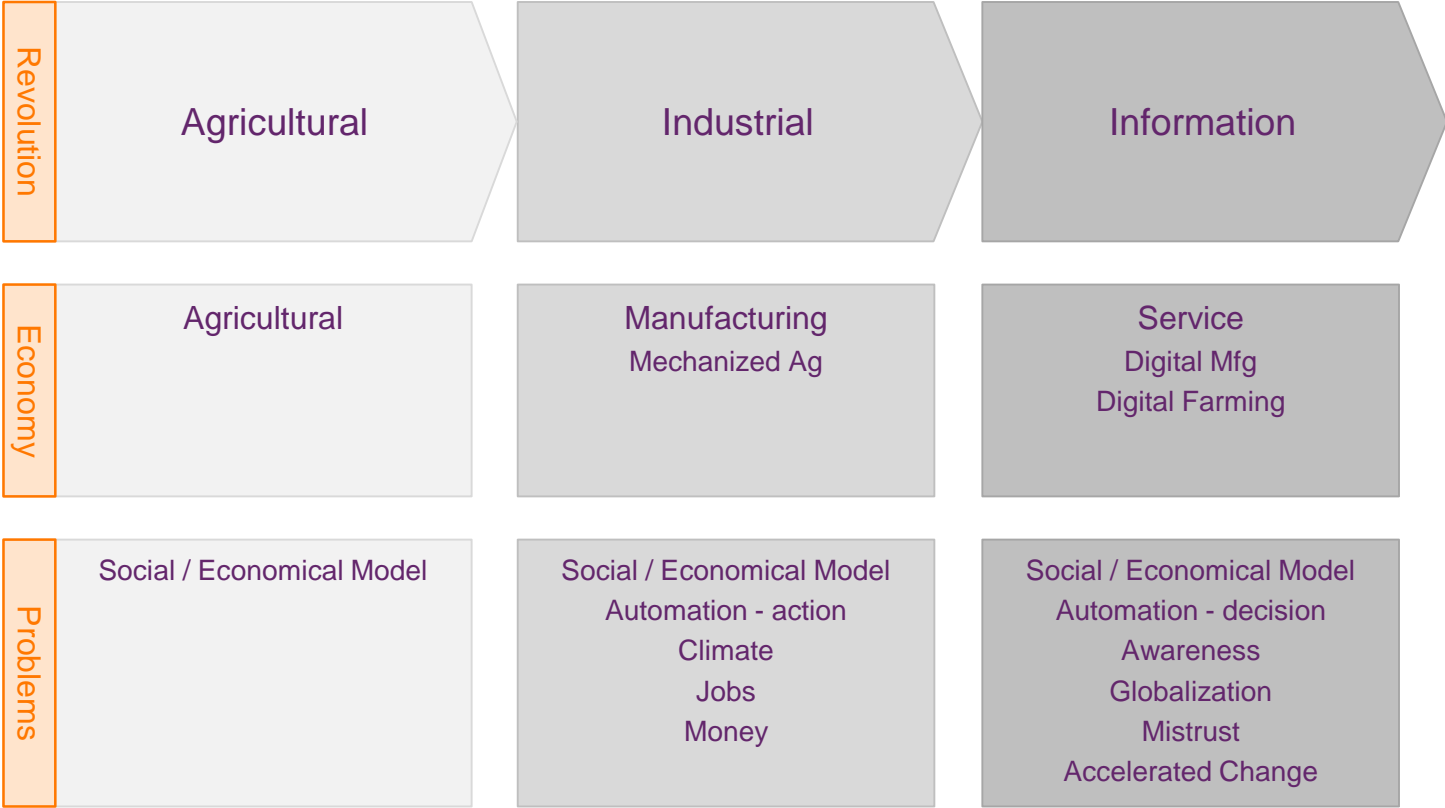 Revolution
Agricultural
Industrial
Information
Economy
Agricultural
Manufacturing
Mechanized Ag
Service
Digital Mfg
Digital Farming
Problems
Social / Economical Model
Social / Economical Model
Automation - action
Climate
Jobs
Money
Social / Economical Model
Automation - decision
Awareness
Globalization
Mistrust
Accelerated Change